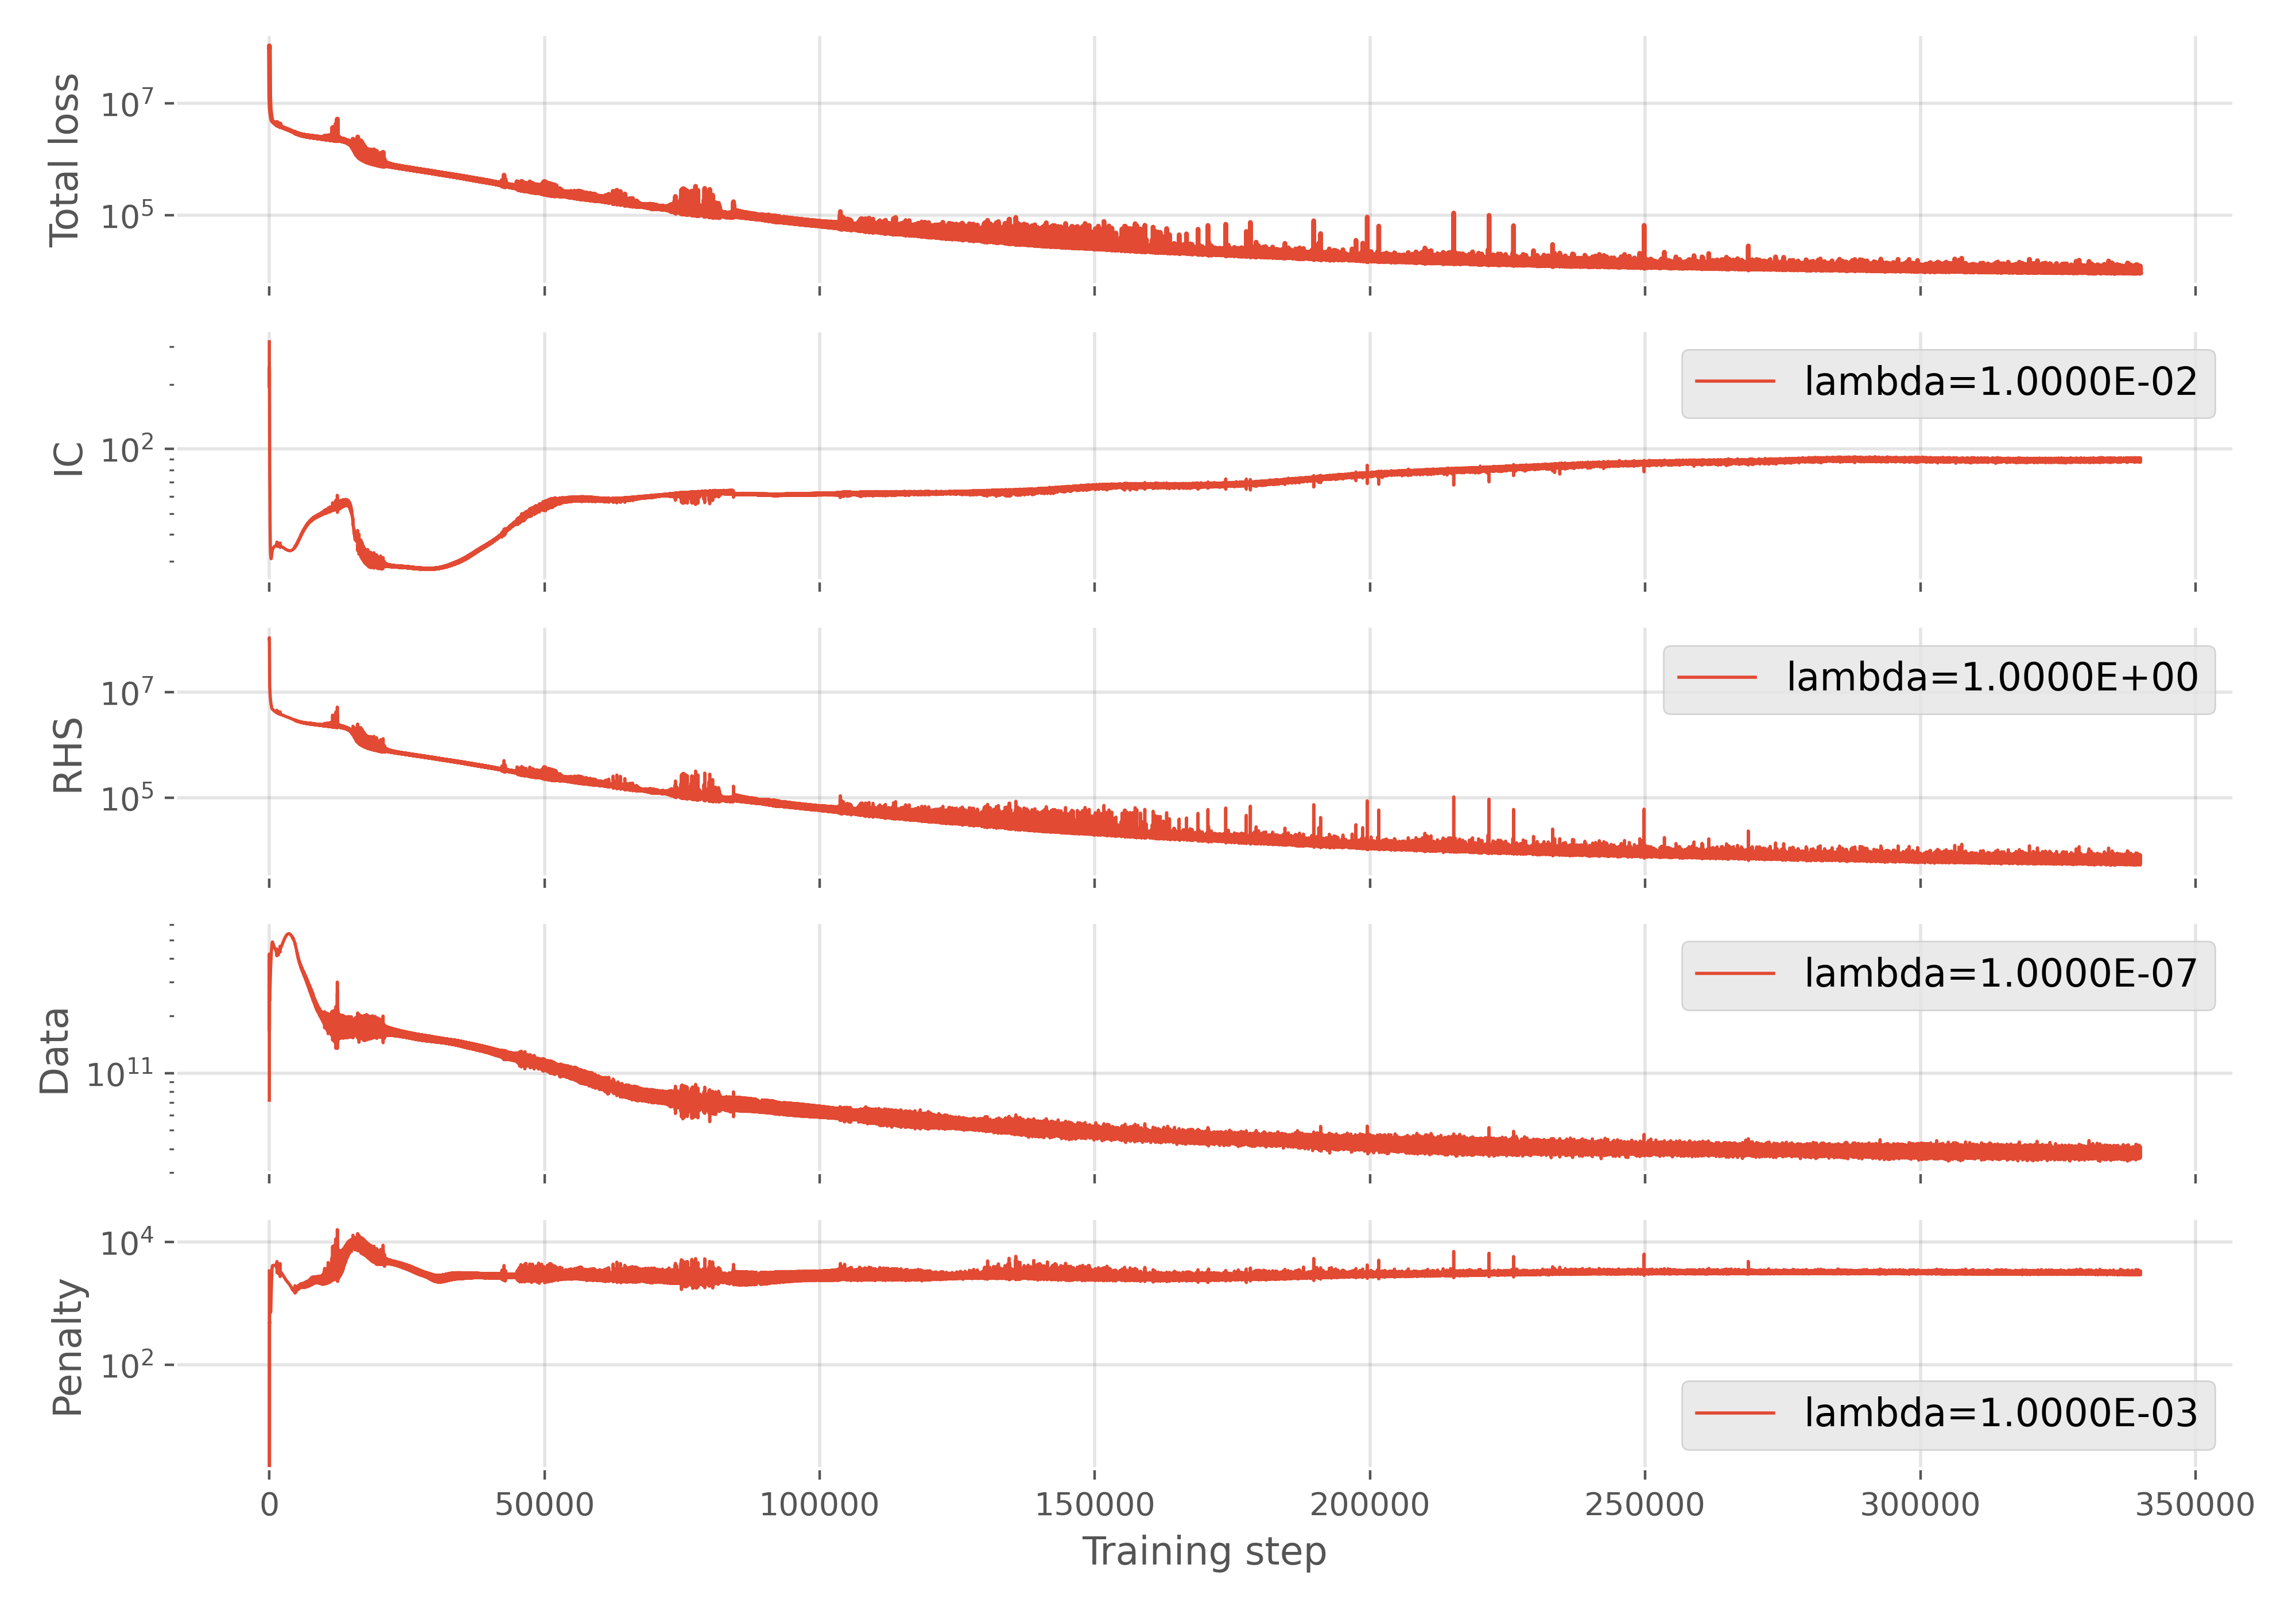 Total loss
10^7
10^5
IC
10^2
lambda=1.0000E-02
RHS
10^7
10^5
lambda=1.0000E+00
Data
10^11
lambda=1.0000E-07
Penalty
10^4
10^2
lambda=1.0000E-03
0 50000 100000 150000 200000 250000 300000 350000
Training step